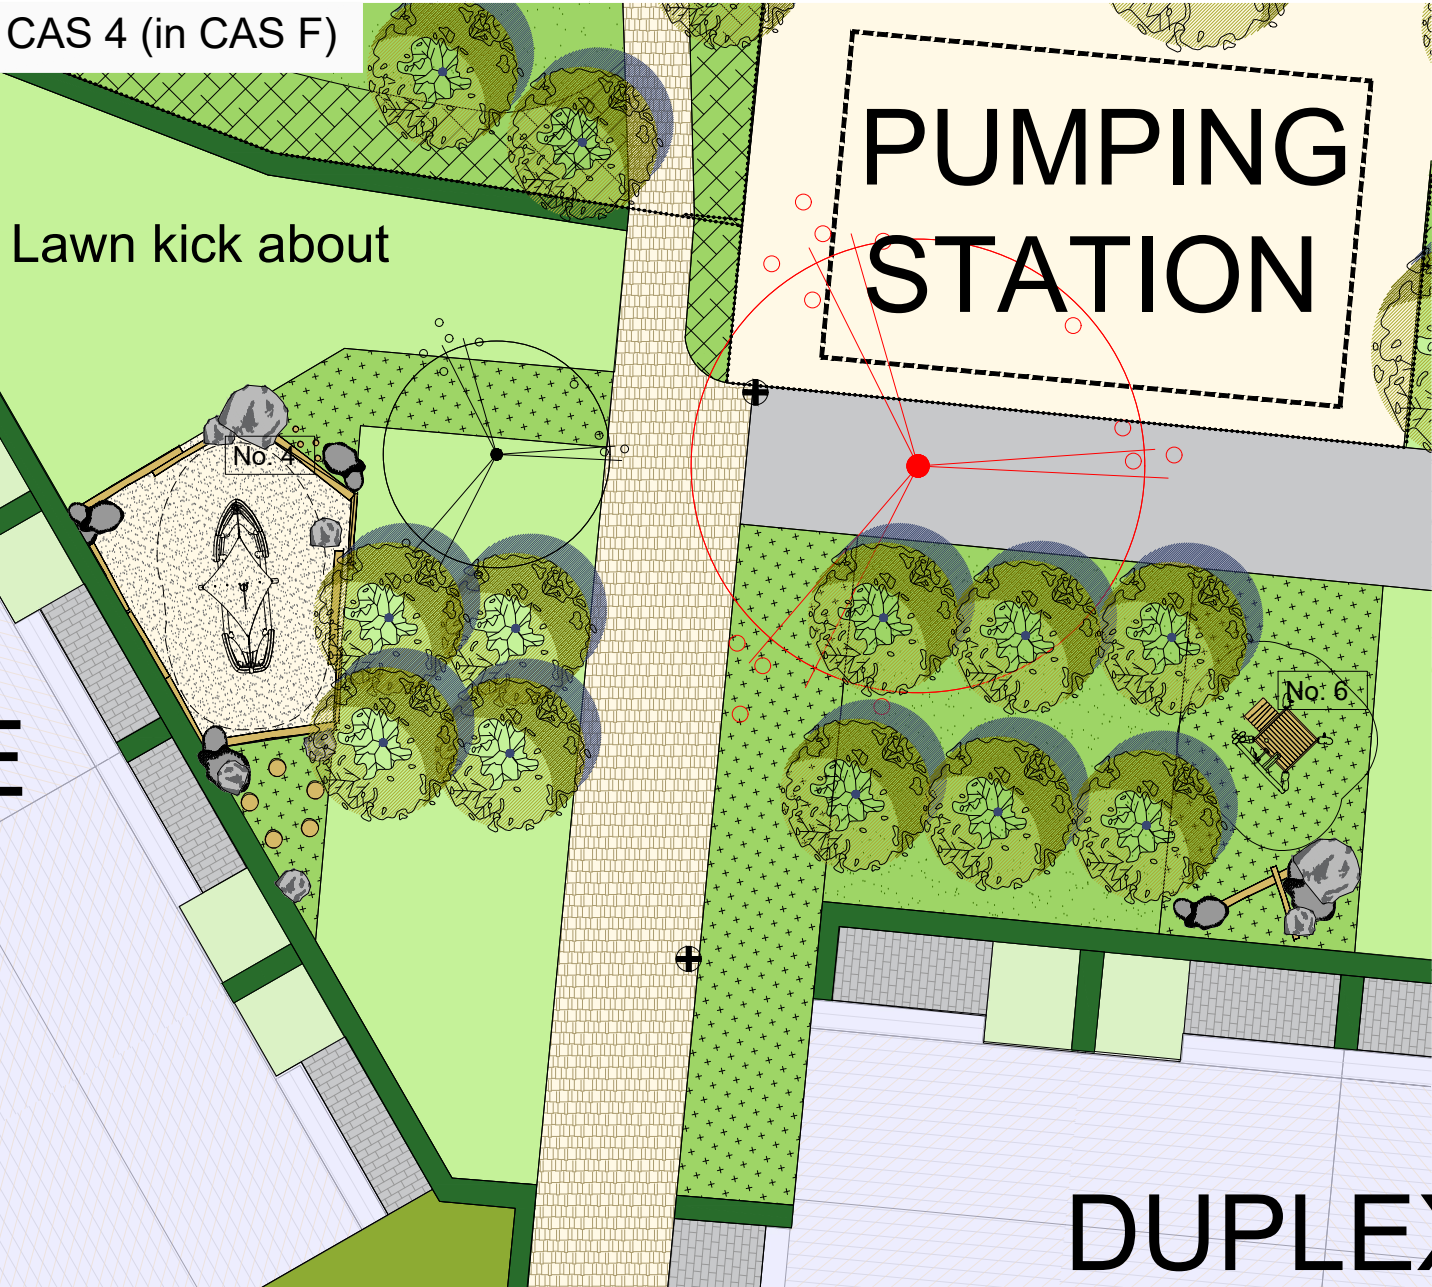 CAS 4 (in CAS F)
PUMPING
STATION
Lawn kick about
No. 4
No. 6
E
DUPLEX